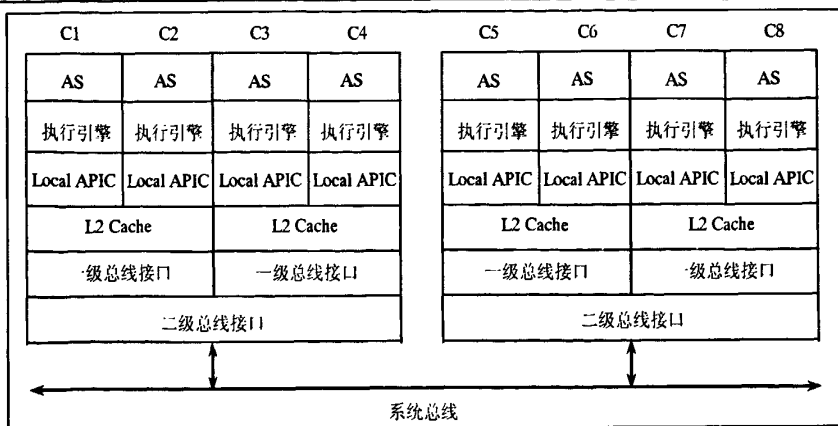 C1 C2 C3 C4 C5 C6 C7 C8
AS AS AS AS AS AS AS AS
执行引擎 执行引擎 执行引擎 执行引擎 执行引擎 执行引擎 执行引擎 执行引擎
Local APIC Local APIC Local APIC Local APIC Local APIC Local APIC Local APIC Local APIC
L2 Cache L2 Cache L2 Cache L2 Cache
一级总线接口 一级总线接口 一级总线接口 一级总线接口
二级总线接口 二级总线接口
系统总线